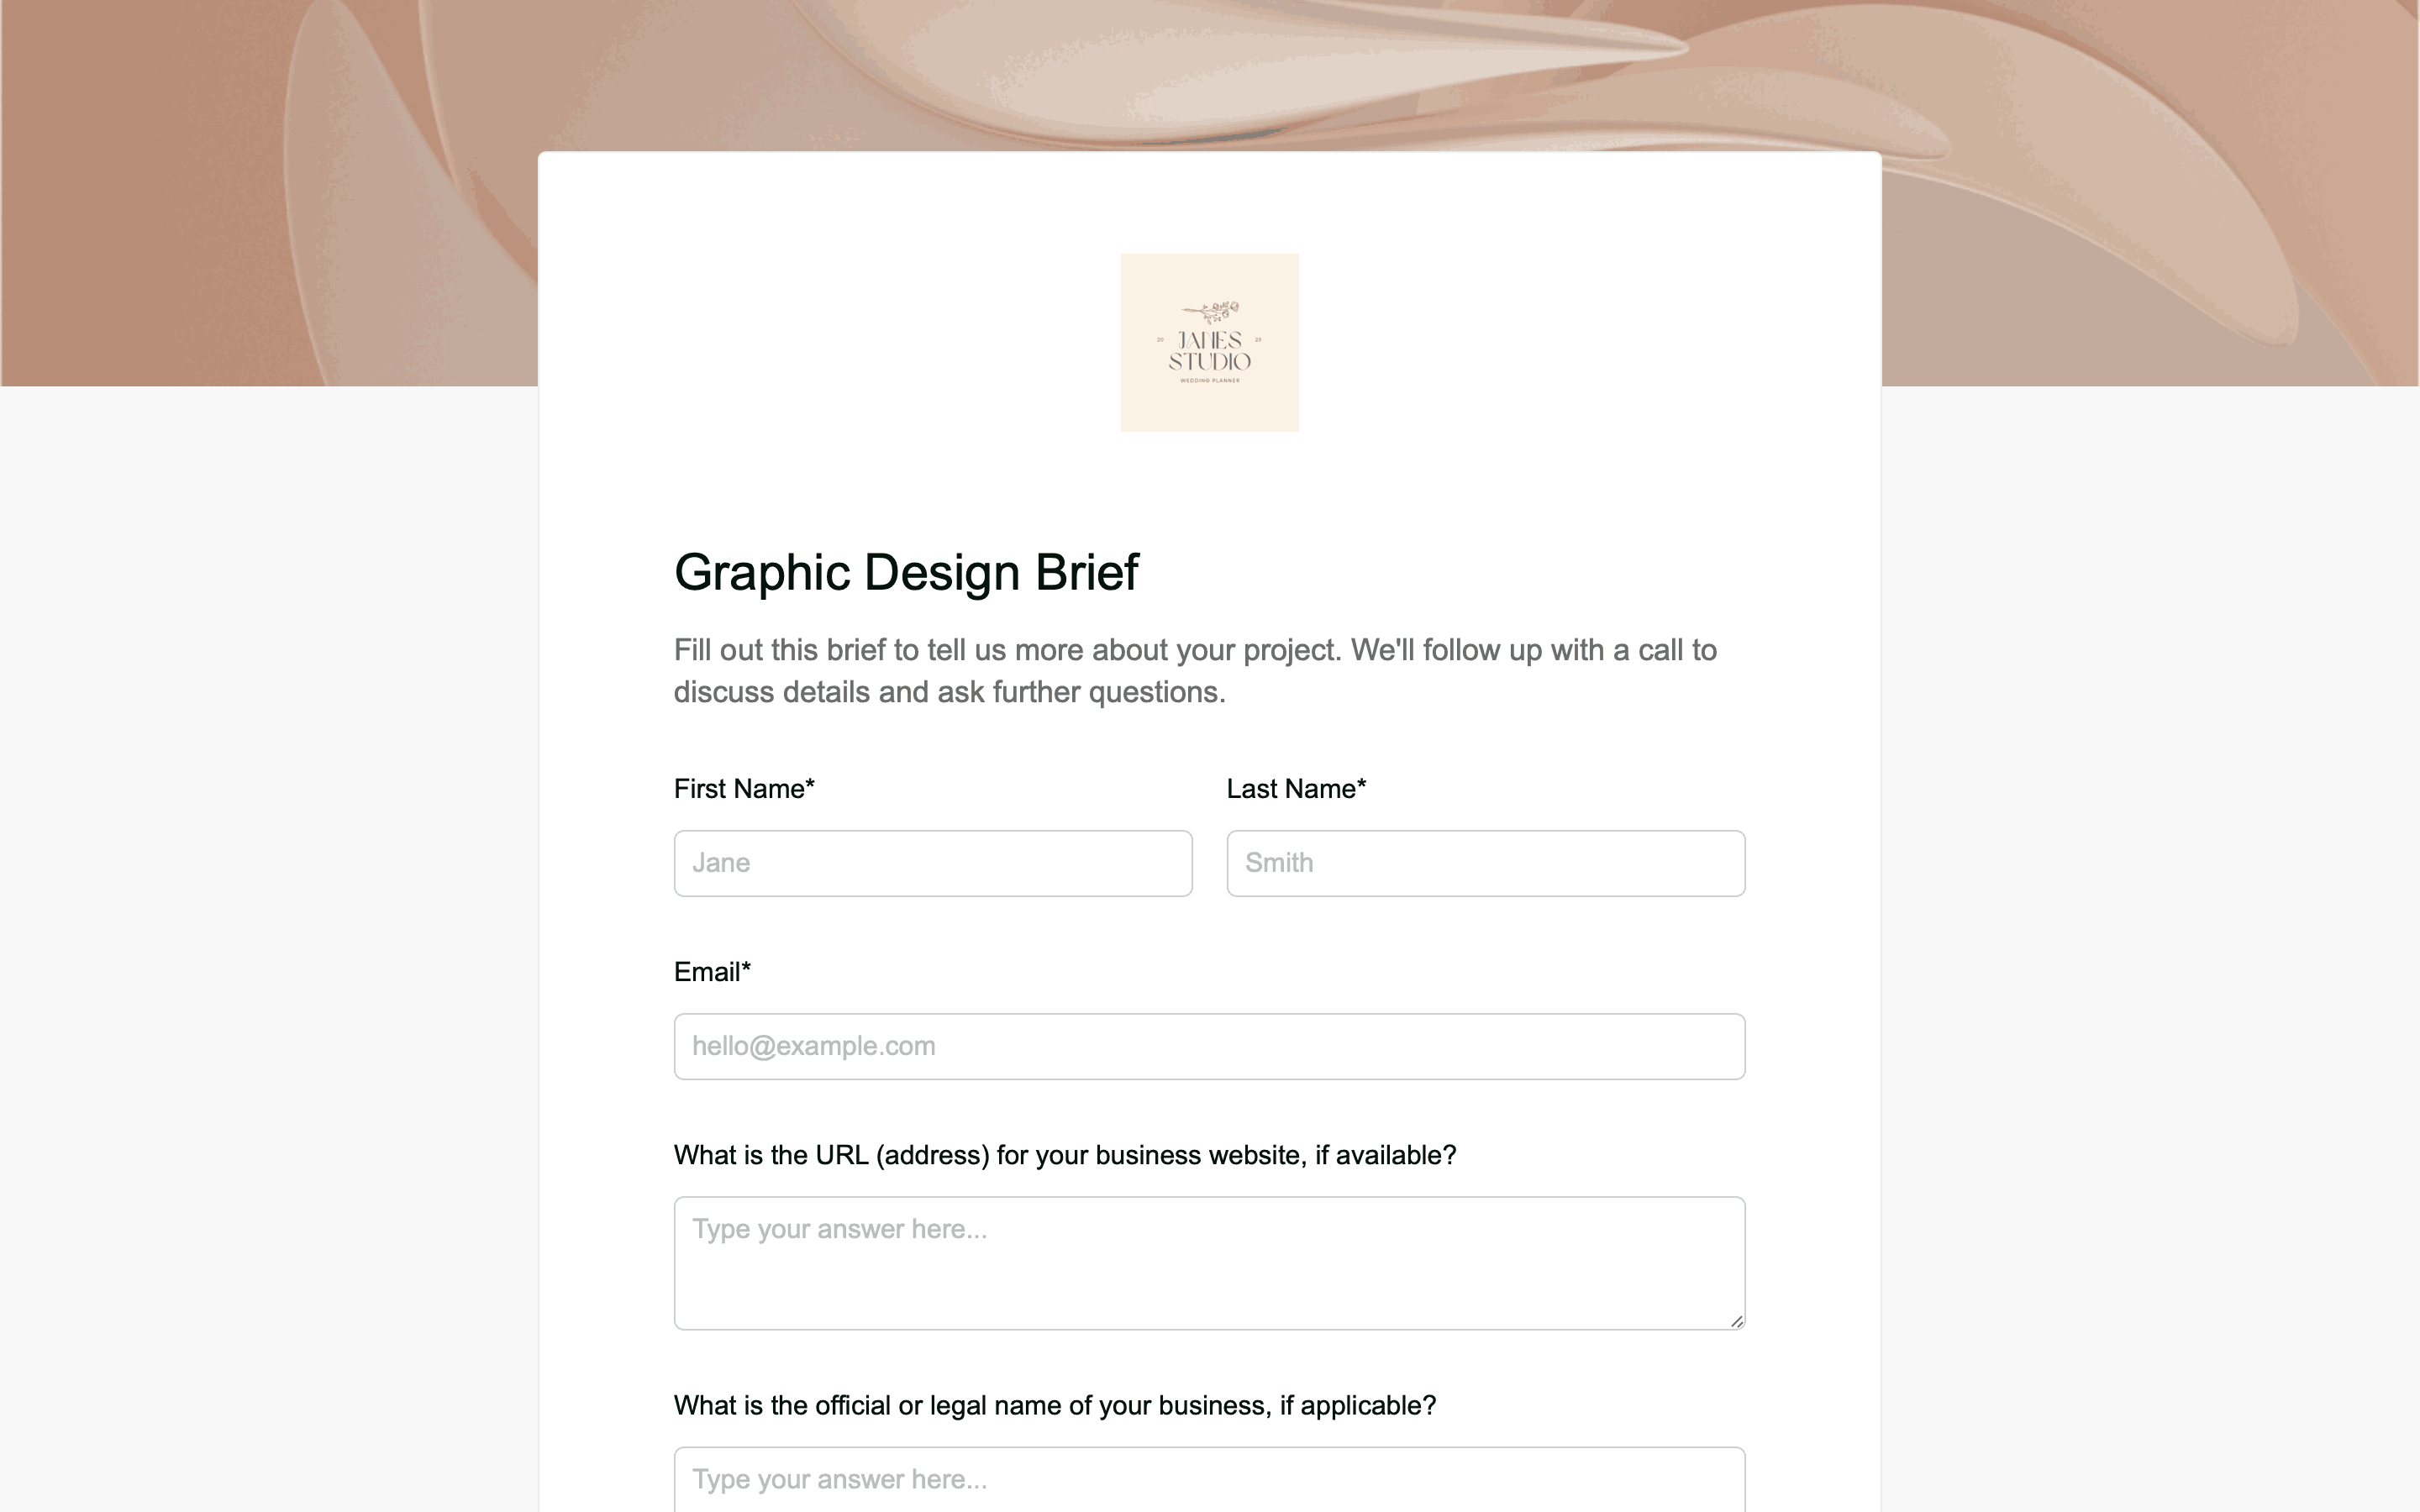 20 JANES 23
STUDIO
WEDDING PLANNER
Graphic Design Brief
Fill out this brief to tell us more about your project. We'll follow up with a call to
discuss details and ask further questions.
First Name* Last Name*
Jane Smith
Email*
hello@example.com
What is the URL (address) for your business website, if available?
Type your answer here...
What is the official or legal name of your business, if applicable?
Type your answer here...